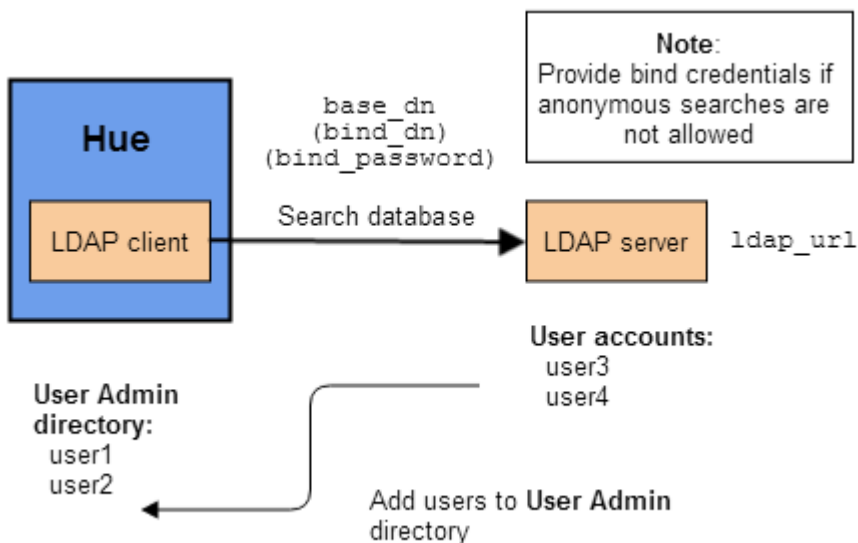 Note:
Provide bind credentials if
anonymous searches are
not allowed
Hue
base_dn
(bind_dn)
(bind_password)
LDAP client
Search database
LDAP server
ldap_url
User accounts:
user3
user4
User Admin
directory:
user1
user2
Add users to User Admin
directory